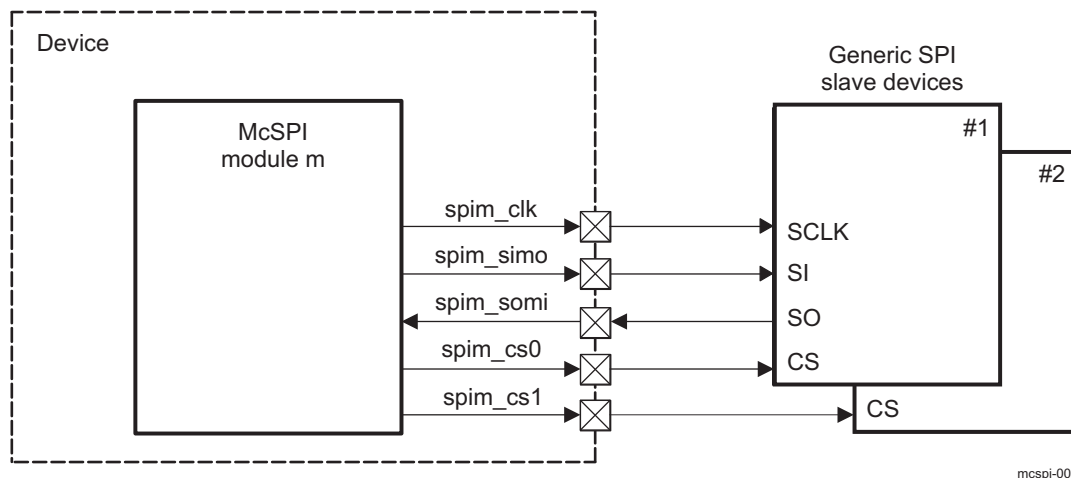 Device
Generic SPI
slave devices
McSPI
module m
#1
#2
spim_clk
SCLK
spim_simo
SI
spim_somi
SO
spim_cs0
CS
spim_cs1
CS
mcspi-00